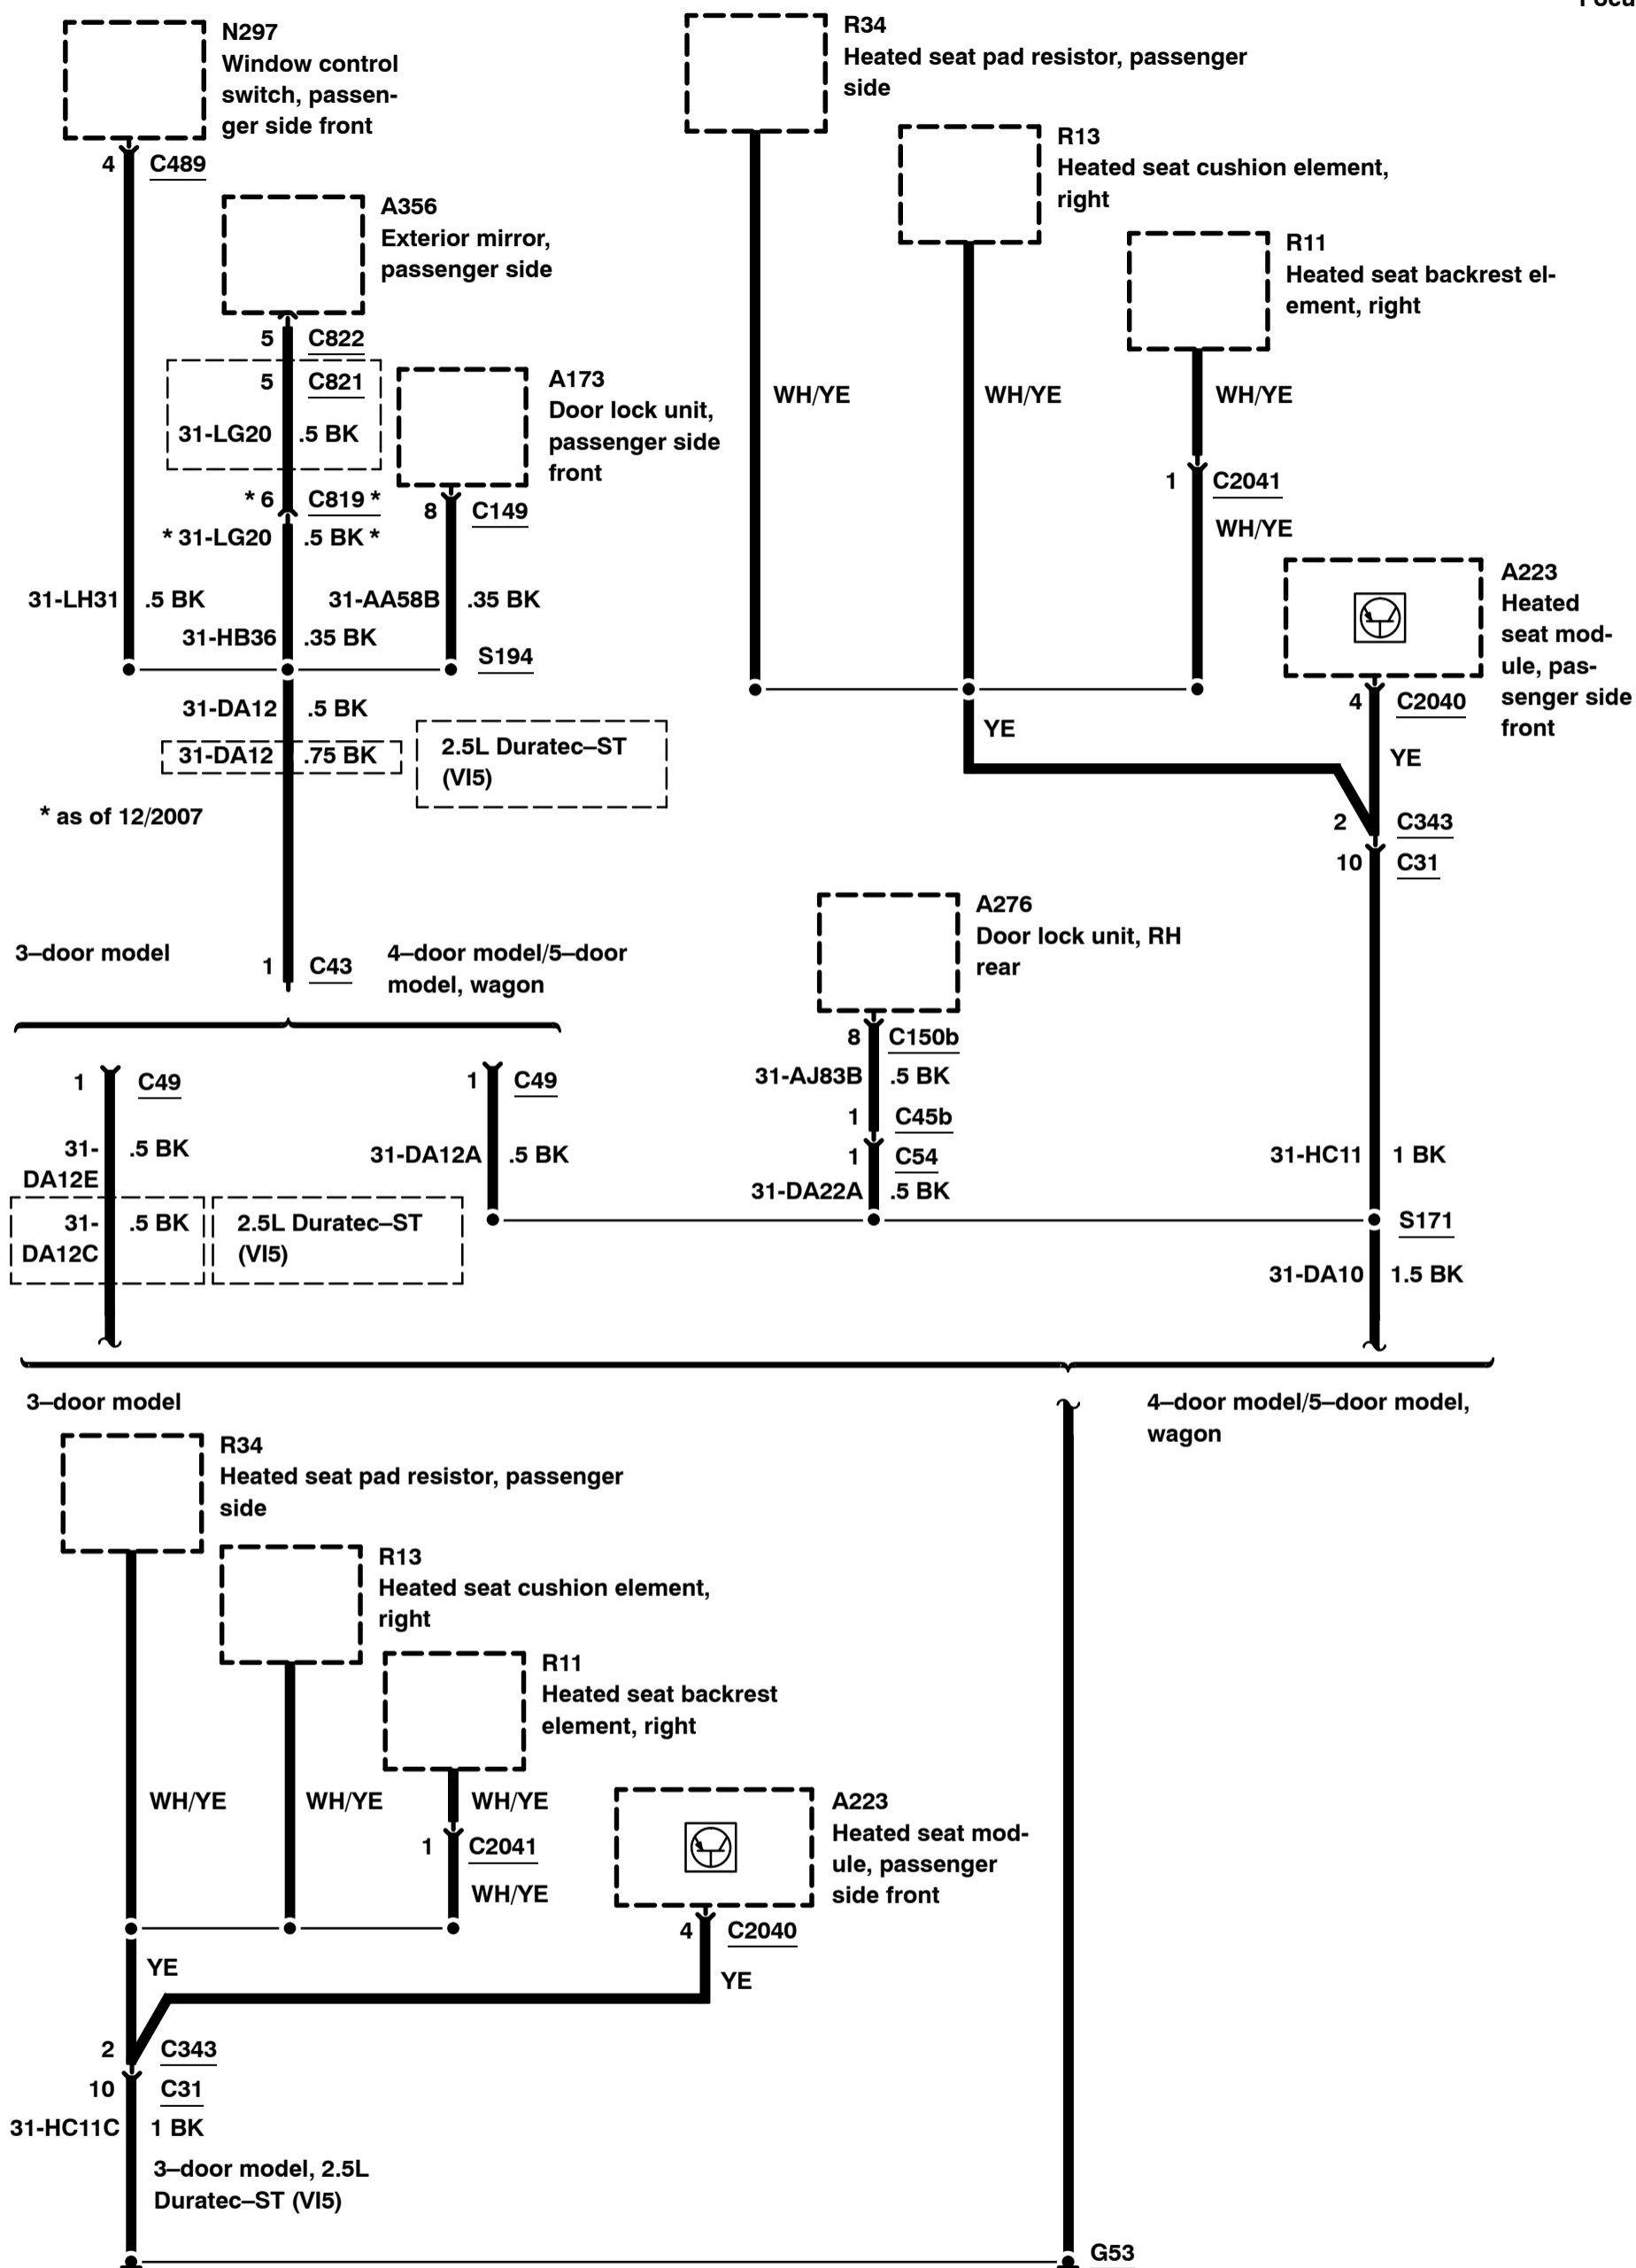 N297
Window control
switch, passen-
ger side front
4 C489
A356
Exterior mirror,
passenger side
5 C822
5 C821
31-LG20 .5 BK
* 6 C819 *
* 31-LG20 .5 BK *
A173
Door lock unit,
passenger side
front
8 C149
31-LH31 .5 BK
31-AA58B .35 BK
31-HB36 .35 BK
S194
31-DA12 .5 BK
31-DA12 .75 BK
2.5L Duratec–ST
(VI5)
* as of 12/2007
3–door model
1 C43
4–door model/5–door
model, wagon
R34
Heated seat pad resistor, passenger
side
R13
Heated seat cushion element,
right
R11
Heated seat backrest el-
ement, right
WH/YE
WH/YE
WH/YE
1 C2041
WH/YE
A223
Heated
seat mod-
ule, pas-
senger side
front
4 C2040
YE
YE
2 C343
10 C31
A276
Door lock unit, RH
rear
8 C150b
31-AJ83B .5 BK
1 C45b
1 C54
31-DA22A .5 BK
1 C49
31-
DA12E
.5 BK
31-
DA12C
.5 BK
2.5L Duratec–ST
(VI5)
1 C49
31-DA12A .5 BK
31-HC11 1 BK
S171
31-DA10 1.5 BK
3–door model
4–door model/5–door model,
wagon
R34
Heated seat pad resistor, passenger
side
R13
Heated seat cushion element,
right
R11
Heated seat backrest
element, right
WH/YE
WH/YE
WH/YE
1 C2041
WH/YE
A223
Heated seat mod-
ule, passenger
side front
4 C2040
YE
YE
2 C343
10 C31
31-HC11C 1 BK
3–door model, 2.5L
Duratec–ST (VI5)
G53